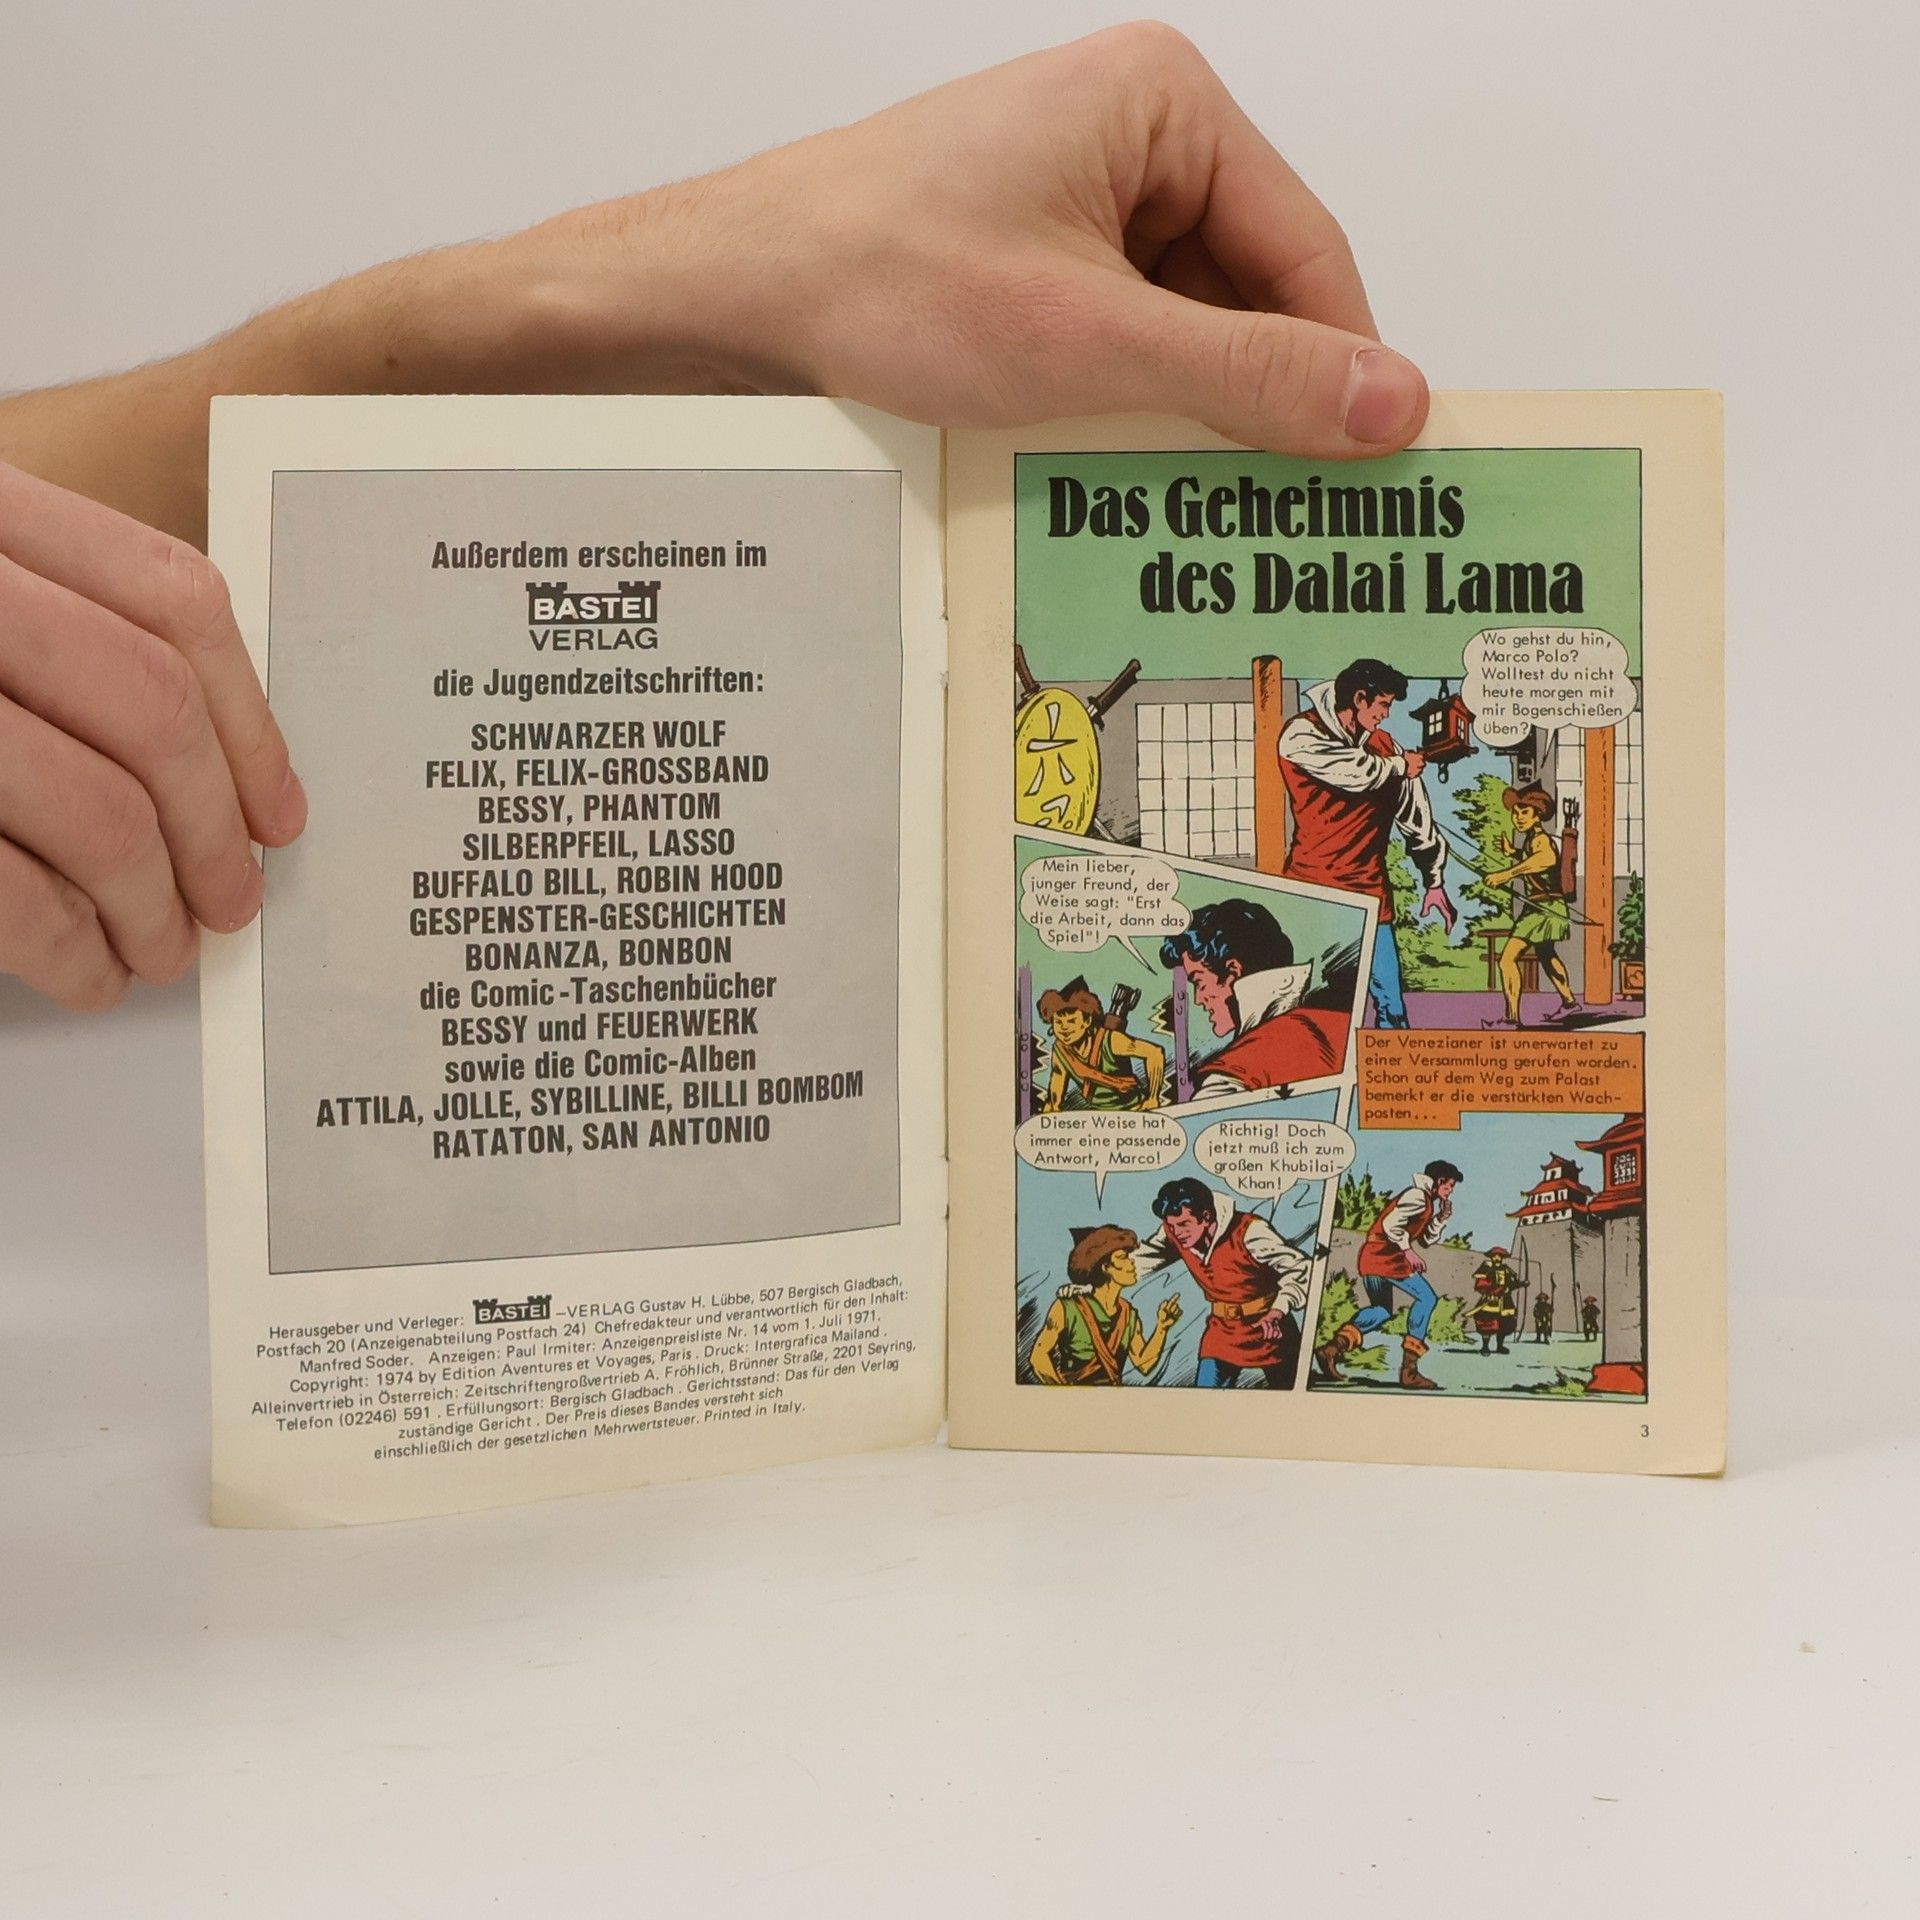 Außerdem erscheinen im
BASTEI
VERLAG
die Jugendzeitschriften:
SCHWARZER WOLF
FELIX, FELIX-GROSSBAND
BESSY, PHANTOM
SILBERPFEIL, LASSO
BUFFALO BILL, ROBIN HOOD
GESPENSTER-GESCHICHTEN
BONANZA, BONBON
die Comic-Taschenbücher
BESSY und FEUERWERK
sowie die Comic-Alben
ATTILA, JOLLE, SYBILLINE, BILLI BOMBOM
RATATON, SAN ANTONIO
Herausgeber und Verleger: BASTEI -VERLAG Gustav H. Lübbe, 507 Bergisch Gladbach,
Postfach 20 (Anzeigenabteilung Postfach 24) Chefredakteur und verantwortlich für den Inhalt:
Manfred Soder. Anzeigen: Paul Irmiter: Anzeigenpreisliste Nr. 14 vom 1. Juli 1971.
Copyright: 1974 by Edition Aventures et Voyages, Paris . Druck: Intergrafica Mailand .
Alleinvertrieb in Österreich: Zeitschriftengroßvertrieb A. Fröhlich, Brünner Straße, 2201 Seyring,
Telefon (02246) 591 . Erfüllungsort: Bergisch Gladbach . Gerichtsstand: Das für den Verlag
zuständige Gericht . Der Preis dieses Bandes versteht sich
einschließlich der gesetzlichen Mehrwertsteuer. Printed in Italy.
Das Geheimnis
des Dalai Lama
Wo gehst du hin,
Marco Polo?
Wolltest du nicht
heute morgen mit
mir Bogenschießen
üben?
Mein lieber,
junger Freund, der
Weise sagt: "Erst
die Arbeit, dann das
Spiel"!
Der Venezianer ist unerwartet zu
einer Versammlung gerufen worden.
Schon auf dem Weg zum Palast
bemerkt er die verstärkten Wach-
posten...
Dieser Weise hat
immer eine passende
Antwort, Marco!
Richtig! Doch
jetzt muß ich zum
großen Khubilai-
Khan!
3